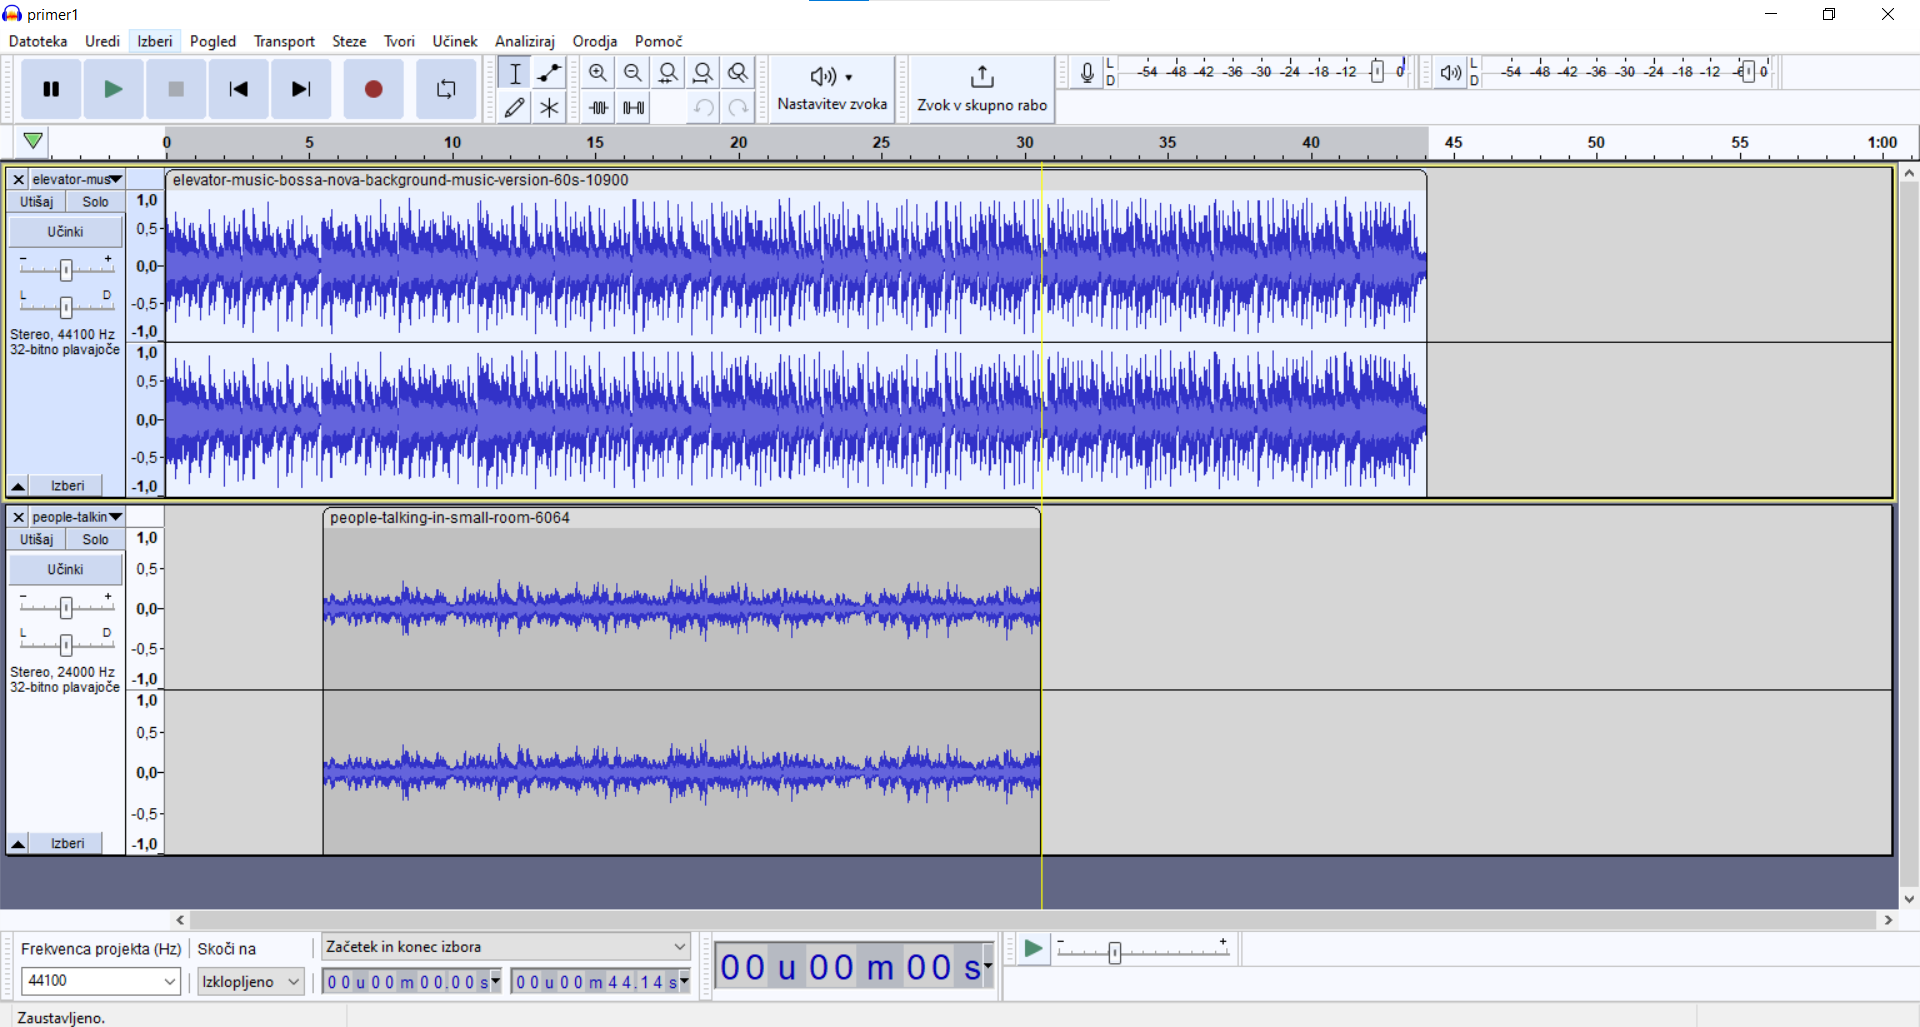 primer1
Datoteka Uredi Izberi Pogled Transport Steze Tvori Učinek Analiziraj Orodja Pomoč
Nastavitev zvoka
Zvok v skupno rabo
L
D
-54 -48 -42 -36 -30 -24 -18 -12 0
L
D
-54 -48 -42 -36 -30 -24 -18 -12 -6 0
0 5 10 15 20 25 30 35 40 45 50 55 1:00
elevator-mus
elevator-music-bossa-nova-background-music-version-60s-10900
Utišaj Solo
Učinki
- +
L D
Stereo, 44100 Hz
32-bitno plavajoče
Izberi
1,0
0,5
0,0
-0,5
-1,0
1,0
0,5
0,0
-0,5
-1,0
people-talkin
people-talking-in-small-room-6064
Utišaj Solo
Učinki
- +
L D
Stereo, 24000 Hz
32-bitno plavajoče
Izberi
1,0
0,5
0,0
-0,5
-1,0
1,0
0,5
0,0
-0,5
-1,0
Frekvenca projekta (Hz) Skoči na Začetek in konec izbora
44100 Izklopljeno 00 u 00 m 00.00 s 00 u 00 m 44.14 s
00 u 00 m 00 s
- +
Zaustavljeno.